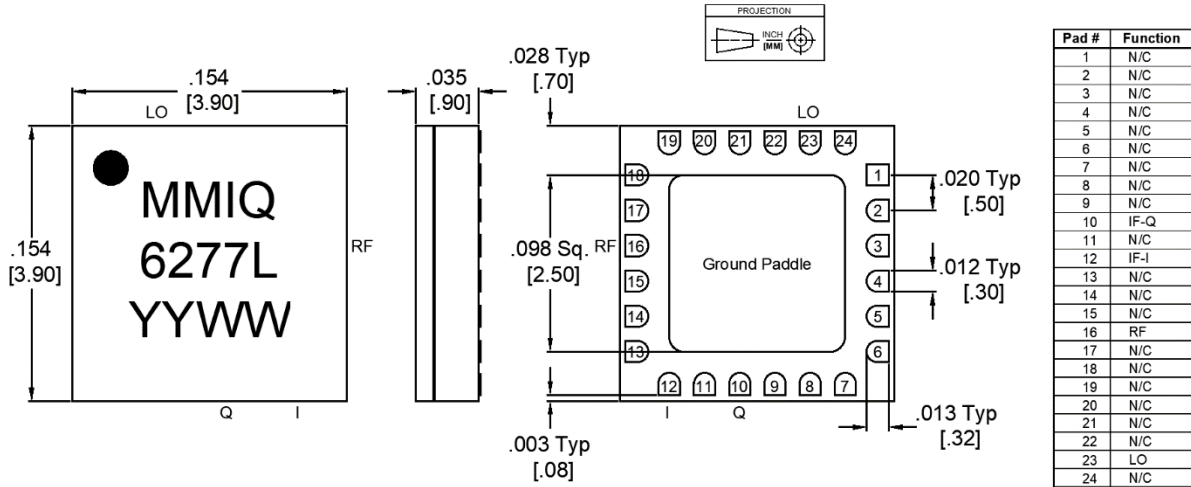 PROJECTION
INCH
[MM]
.154
[3.90]
LO
.035
[.90]
.028 Typ
[.70]
LO
MMIQ
6277L
YYWW
.154
[3.90]
RF
Q
I
19 20 21 22 23 24
18
17
16
15
14
13
1
2
3
4
5
6
12 11 10 9 8 7
Ground Paddle
.098 Sq.
[2.50]
RF
.020 Typ
[.50]
.012 Typ
[.30]
I
Q
.013 Typ
[.32]
.003 Typ
[.08]
Pad # Function
1 N/C
2 N/C
3 N/C
4 N/C
5 N/C
6 N/C
7 N/C
8 N/C
9 N/C
10 IF-Q
11 N/C
12 IF-I
13 N/C
14 N/C
15 N/C
16 RF
17 N/C
18 N/C
19 N/C
20 N/C
21 N/C
22 N/C
23 LO
24 N/C